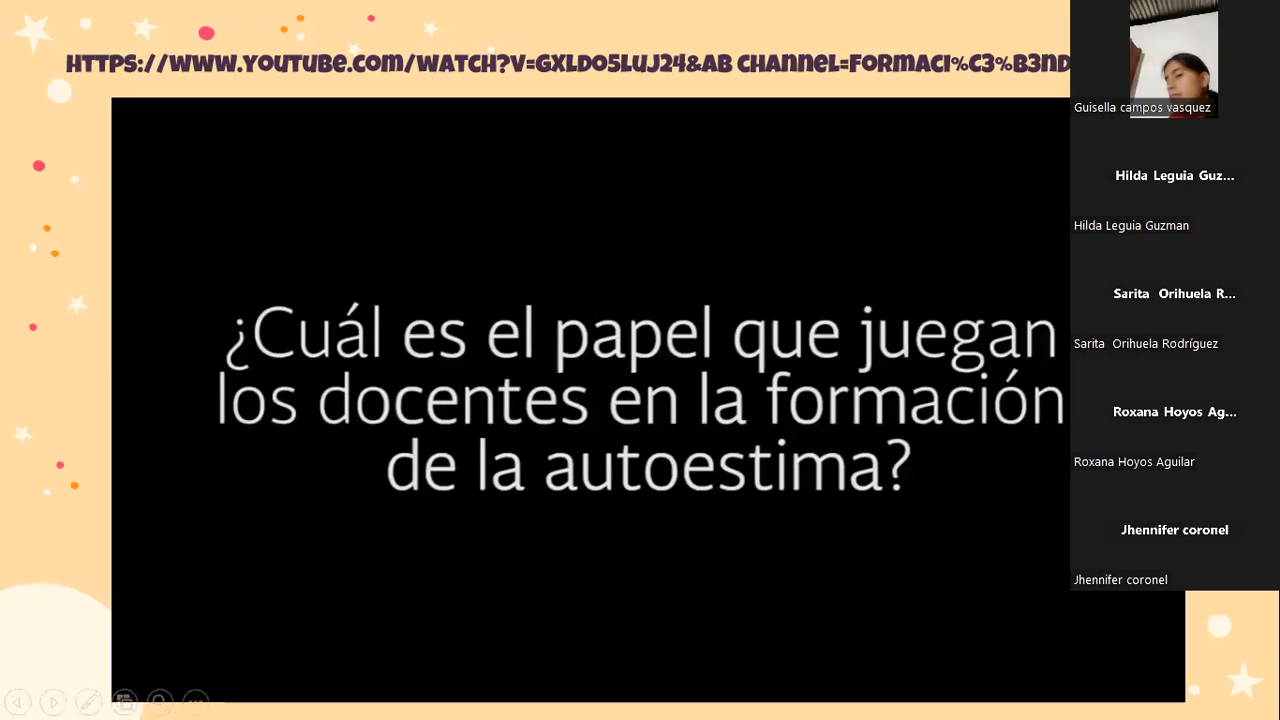 HTTPS://WWW.YOUTUBE.COM/WATCH?V=GXLDO5LUJ24&AB CHANNEL=FORMACI%C3%B3ND
¿Cuál es el papel que juegan
los docentes en la formación
de la autoestima?
Guisella campos vasquez
Hilda Leguia Guz...
Hilda Leguia Guzman
Sarita Orihuela R...
Sarita Orihuela Rodríguez
Roxana Hoyos Ag...
Roxana Hoyos Aguilar
Jhennifer coronel
Jhennifer coronel